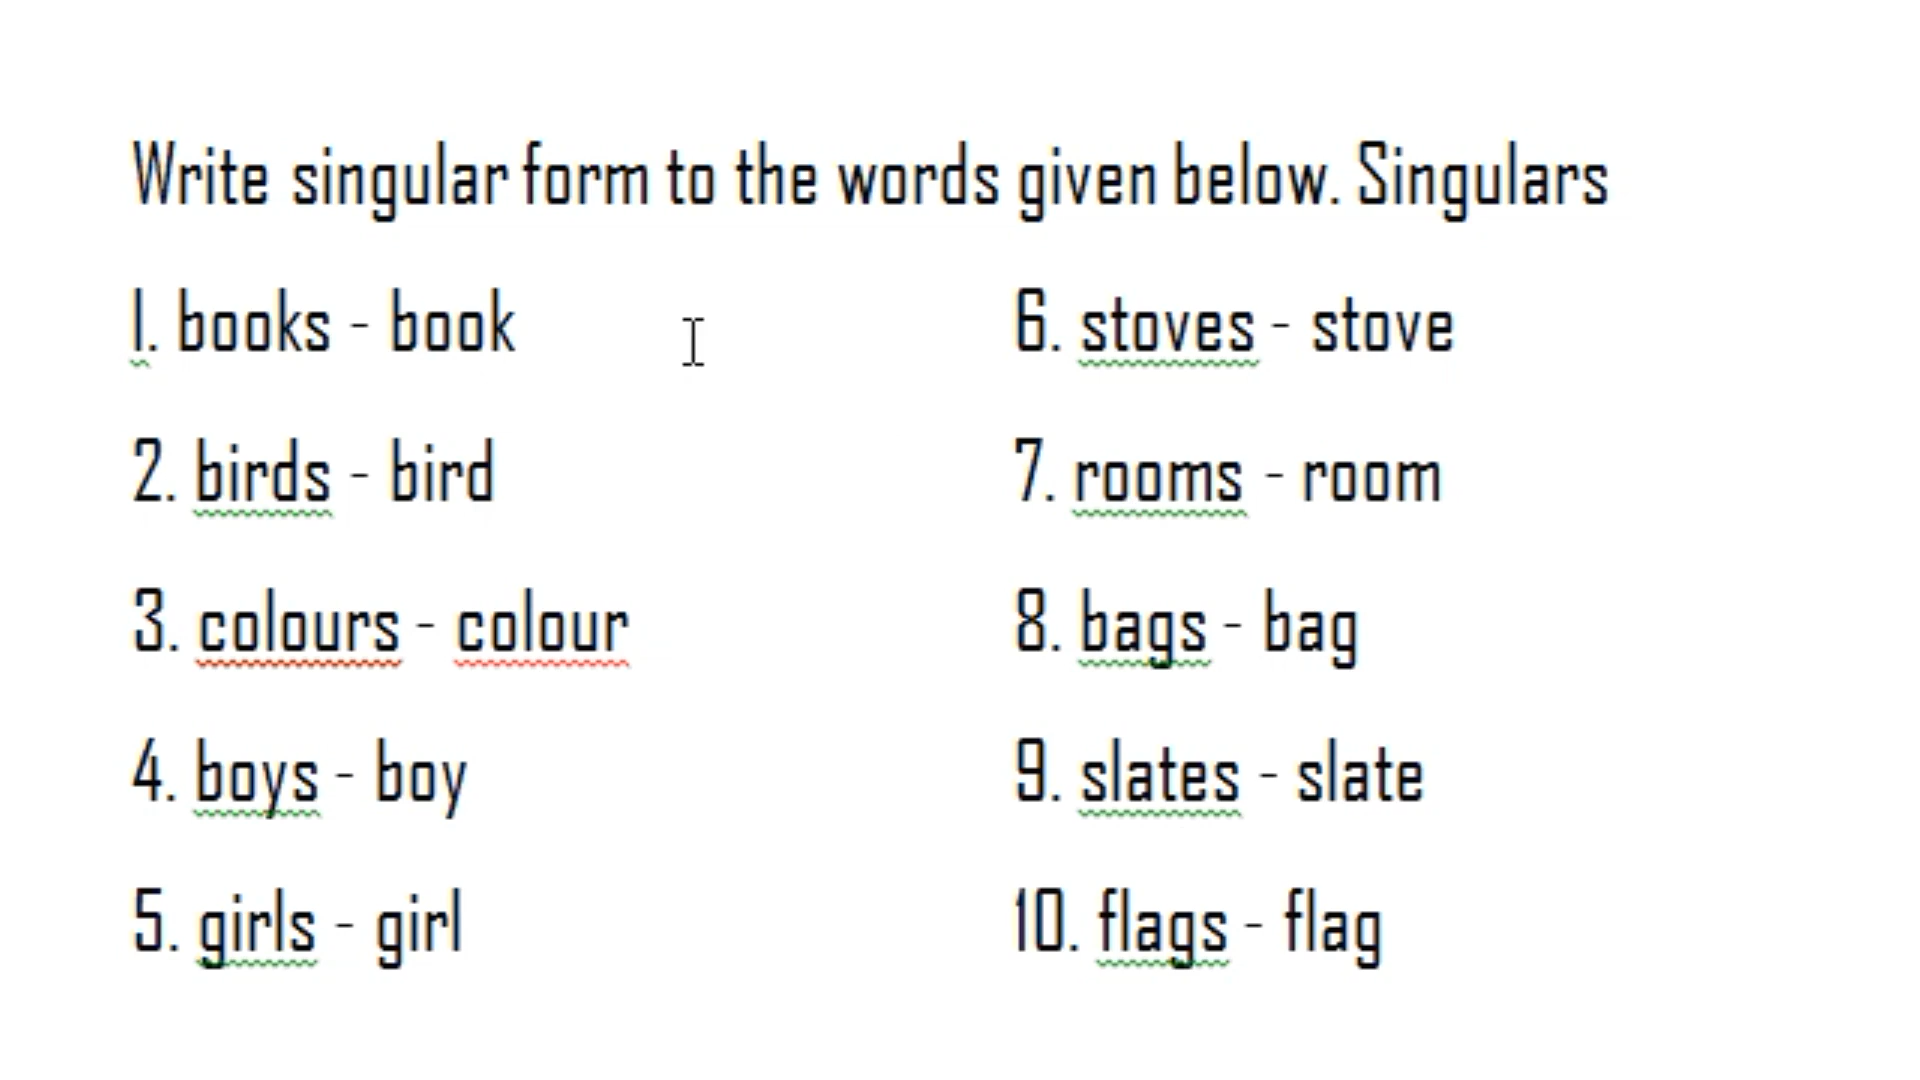 Write singular form to the words given below. Singulars
1. books - book
2. birds - bird
3. colours - colour
4. boys - boy
5. girls - girl
6. stoves - stove
7. rooms - room
8. bags - bag
9. slates - slate
10. flags - flag